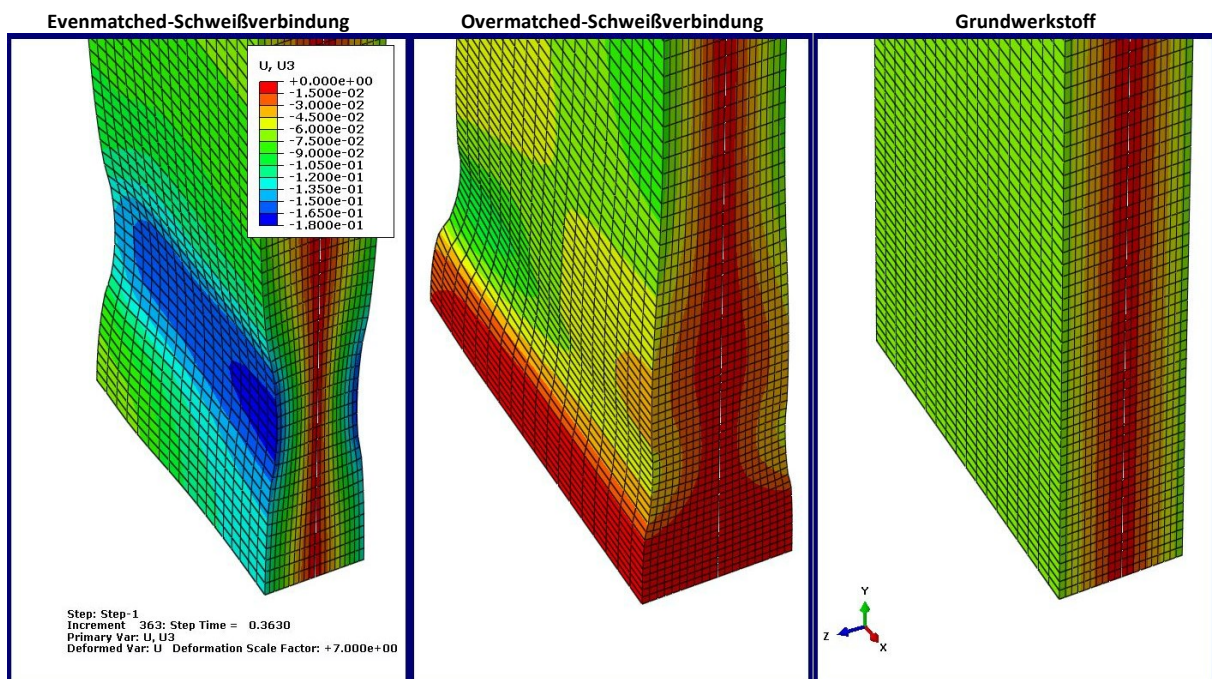 Evenmatched-Schweißverbindung
Overmatched-Schweißverbindung
Grundwerkstoff
U, U3
+0.000e+00
-1.500e-02
-3.000e-02
-4.500e-02
-6.000e-02
-7.500e-02
-9.000e-02
-1.050e-01
-1.200e-01
-1.350e-01
-1.500e-01
-1.650e-01
-1.800e-01
Step: Step-1
Increment 363: Step Time = 0.3630
Primary Var: U, U3
Deformed Var: U Deformation Scale Factor: +7.000e+00
Y
Z
X